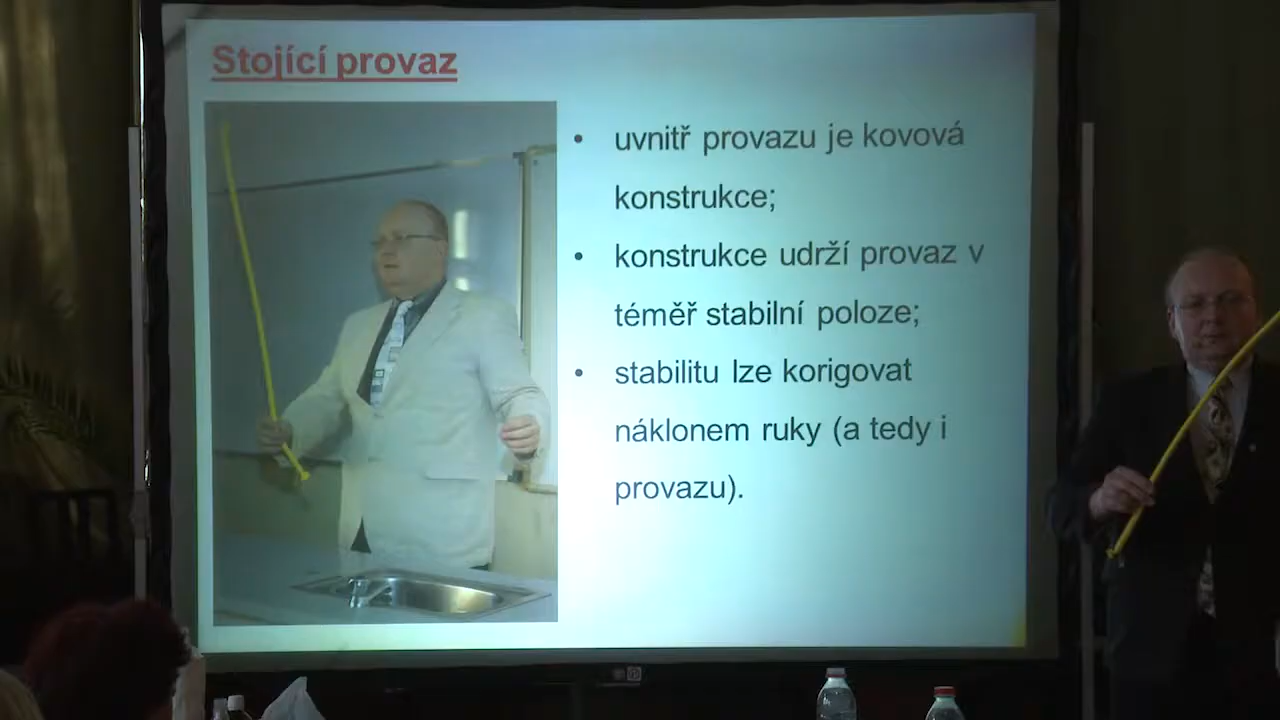 Stojící provaz
• uvnitř provazu je kovová
konstrukce;
• konstrukce udrží provaz v
téměř stabilní poloze;
• stabilitu lze korigovat
náklonem ruky (a tedy i
provazu).